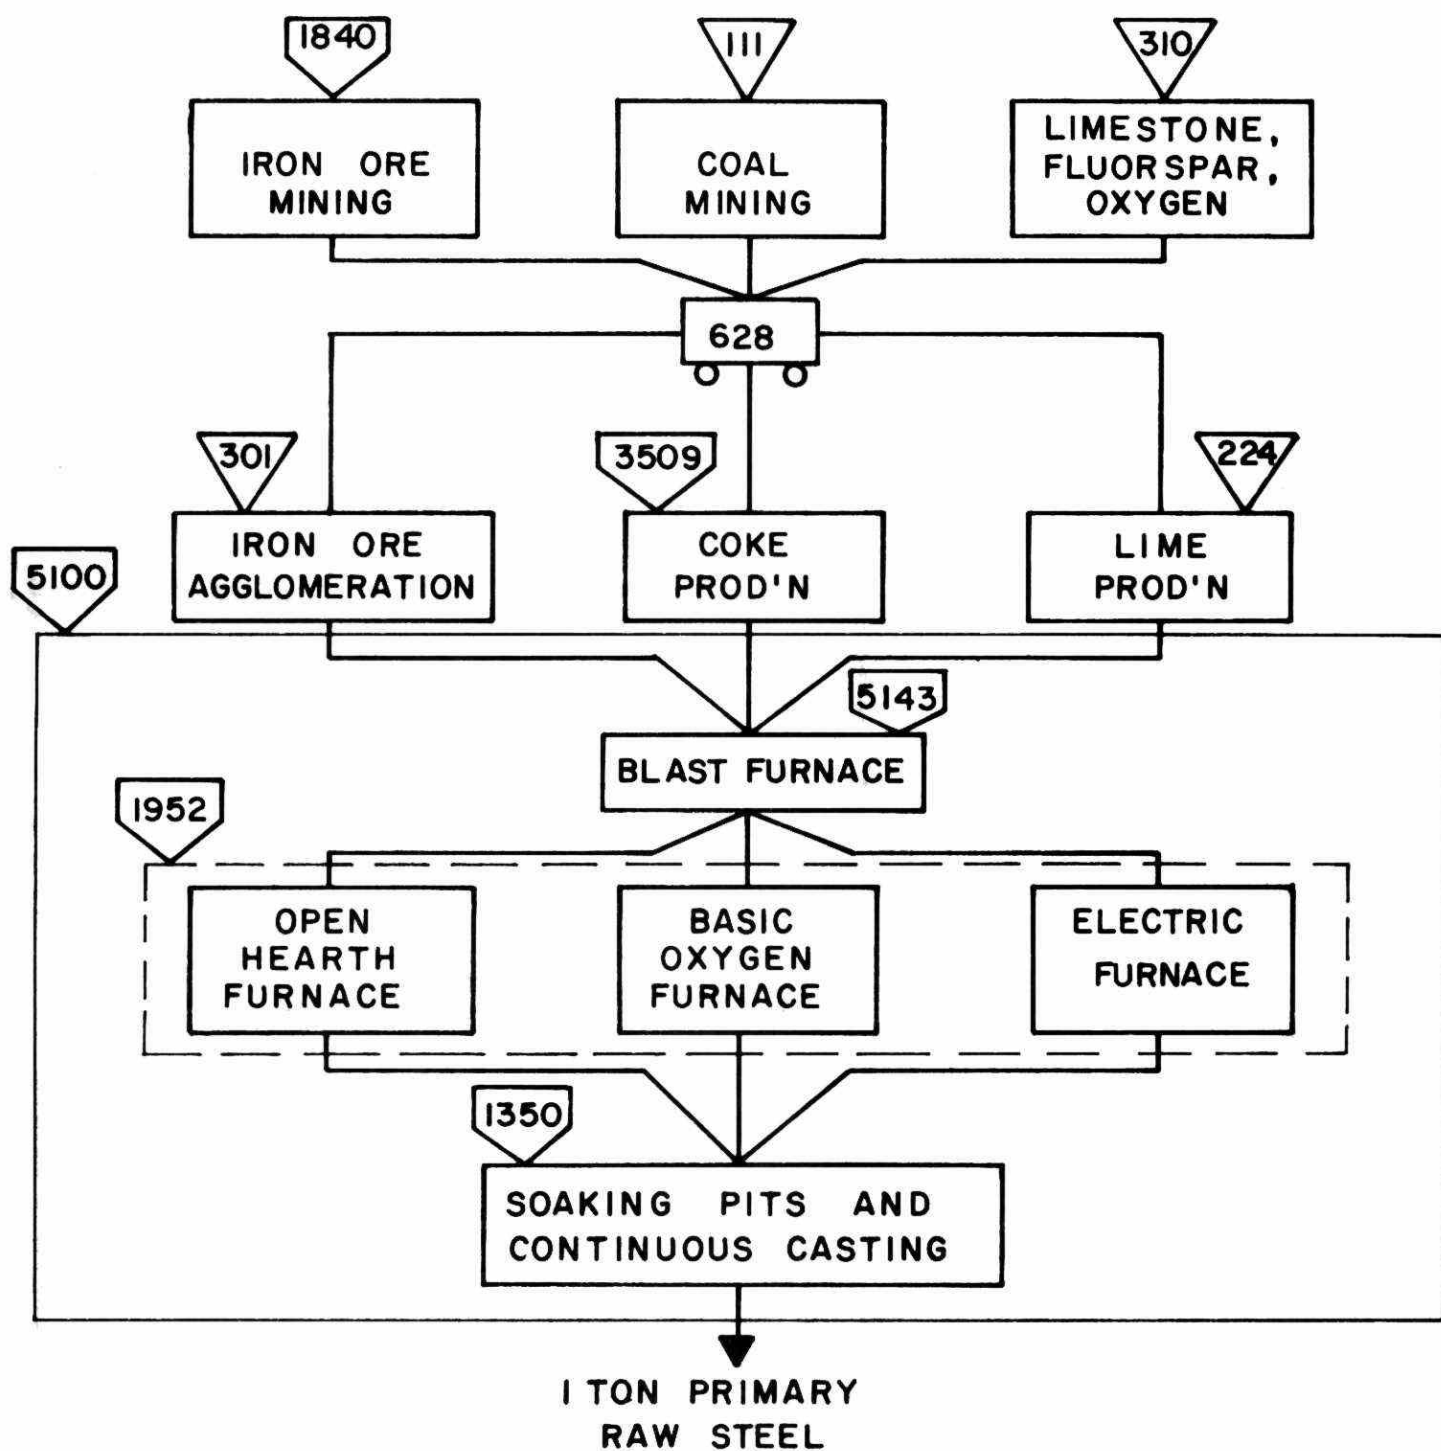 1840
111
310
IRON ORE
MINING
COAL
MINING
LIMESTONE,
FLUORSPAR,
OXYGEN
628
301
3509
224
IRON ORE
AGGLOMERATION
COKE
PROD'N
LIME
PROD'N
5100
5143
BLAST FURNACE
1952
OPEN
HEARTH
FURNACE
BASIC
OXYGEN
FURNACE
ELECTRIC
FURNACE
1350
SOAKING PITS AND
CONTINUOUS CASTING
1 TON PRIMARY
RAW STEEL